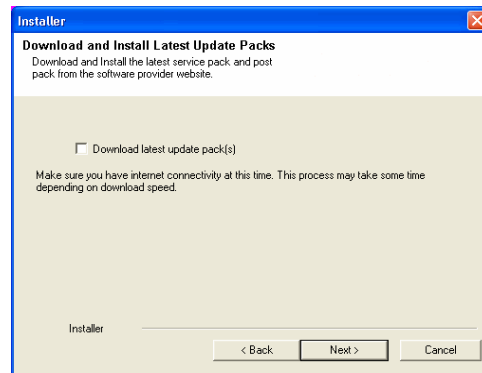 Installer
Download and Install Latest Update Packs
Download and Install the latest service pack and post
pack from the software provider website.
Download latest update pack(s)
Make sure you have internet connectivity at this time. This process may take some time
depending on download speed.
Installer
< Back Next > Cancel